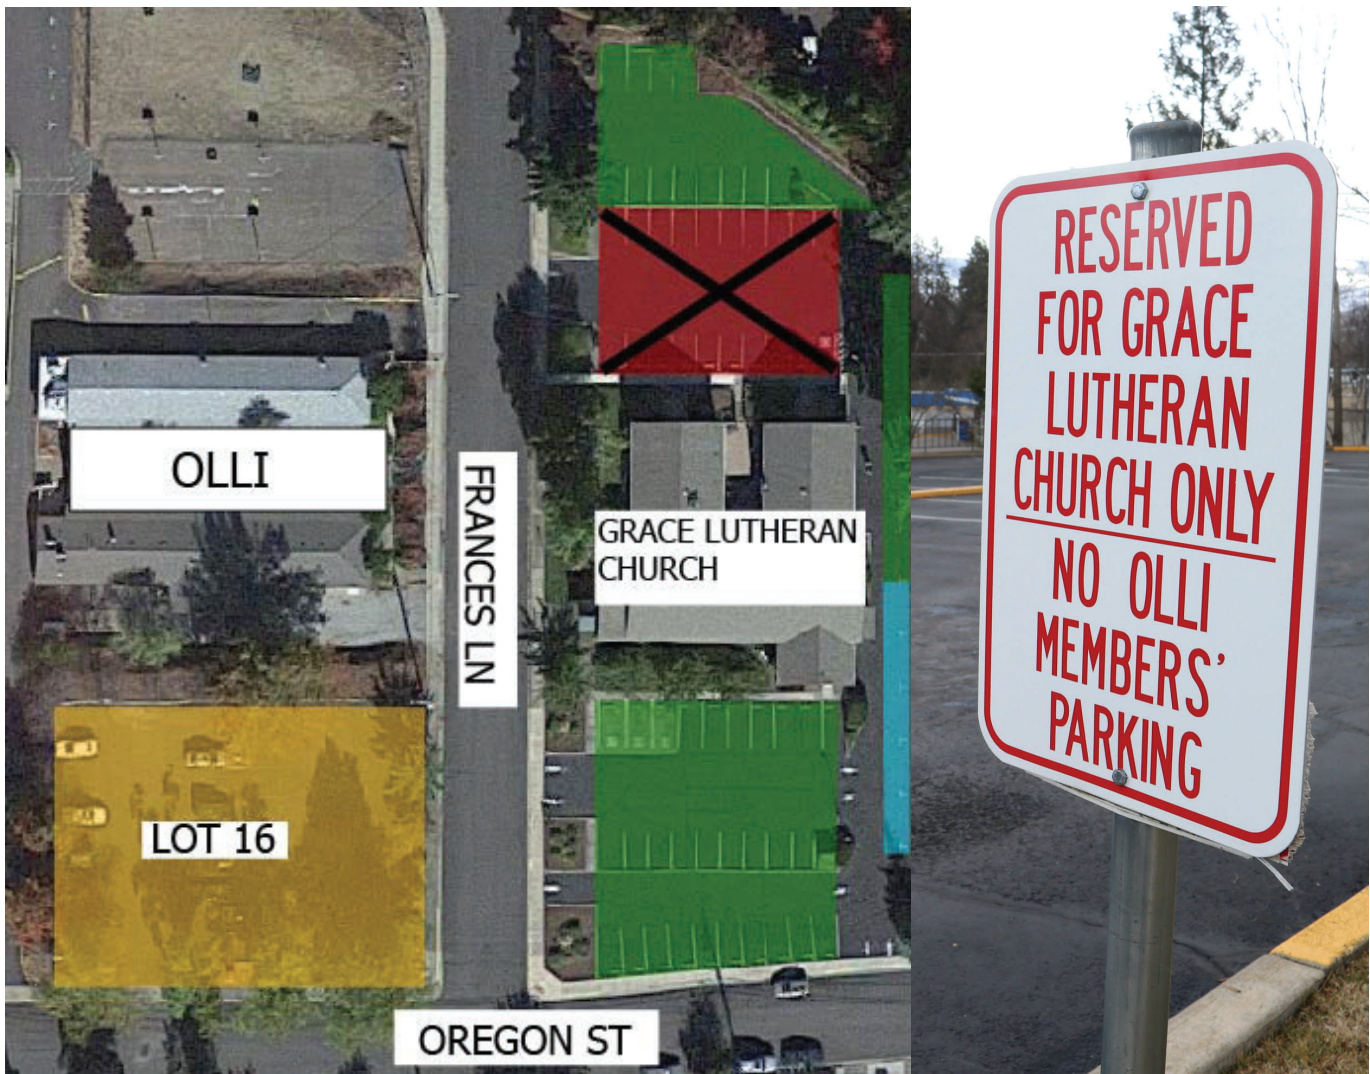 OLLI
FRANCES LN
GRACE LUTHERAN
CHURCH
LOT 16
OREGON ST
RESERVED
FOR GRACE
LUTHERAN
CHURCH ONLY
NO OLLI
MEMBERS'
PARKING